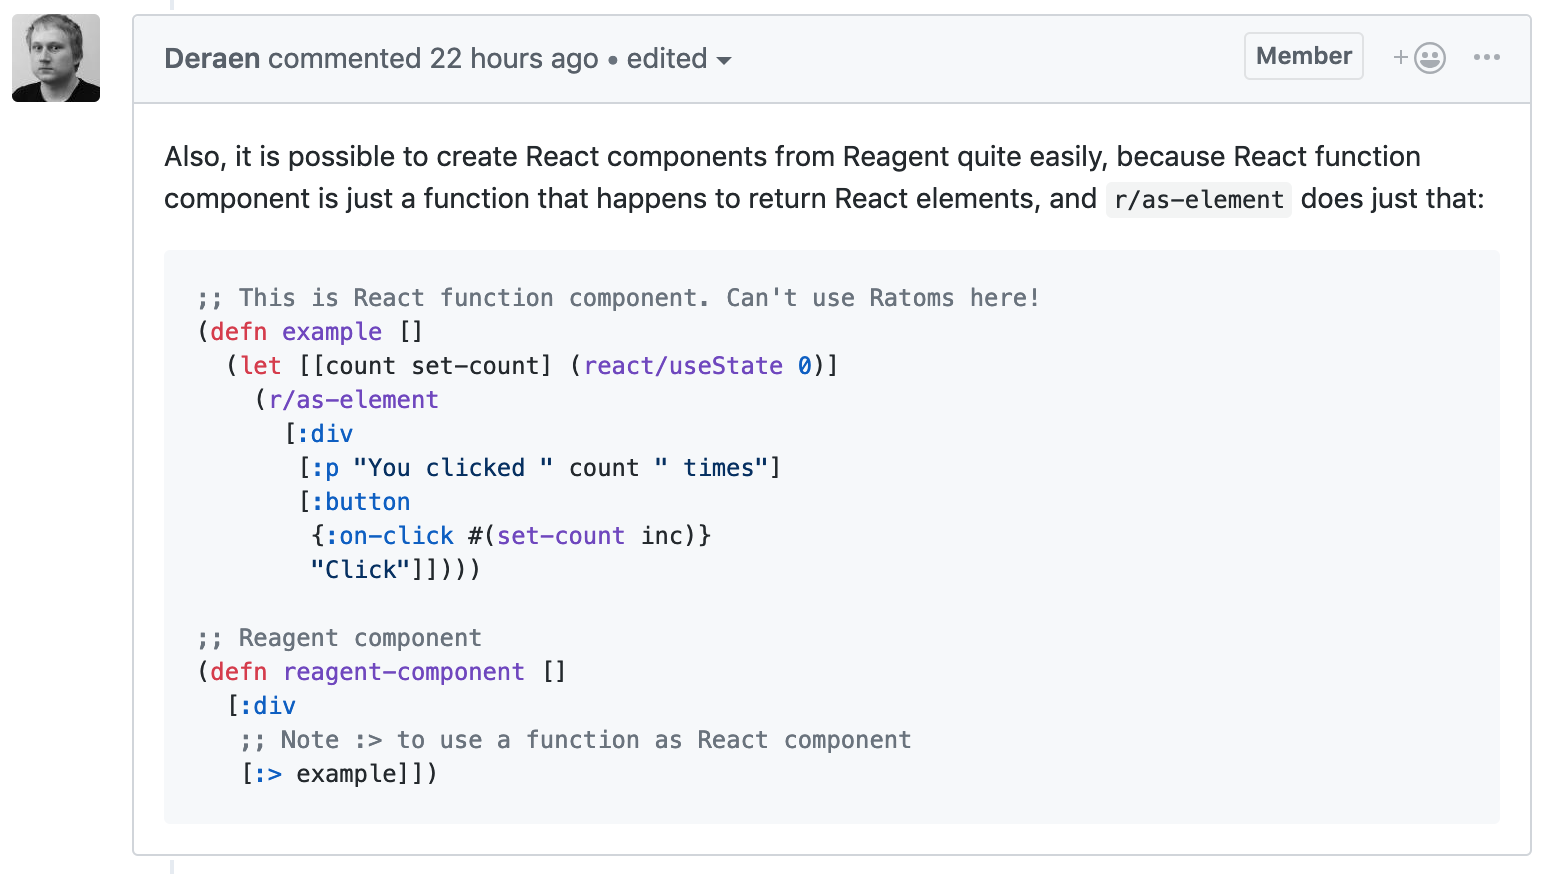 Deraen commented 22 hours ago • edited
Member
Also, it is possible to create React components from Reagent quite easily, because React function
component is just a function that happens to return React elements, and r/as-element does just that:
;; This is React function component. Can't use Ratoms here!
(defn example []
  (let [[count set-count] (react/useState 0)]
    (r/as-element
      [:div
       [:p "You clicked " count " times"]
       [:button
        {:on-click #(set-count inc)}
        "Click"]])))
;; Reagent component
(defn reagent-component []
  [:div
   ;; Note :> to use a function as React component
   [:> example]])